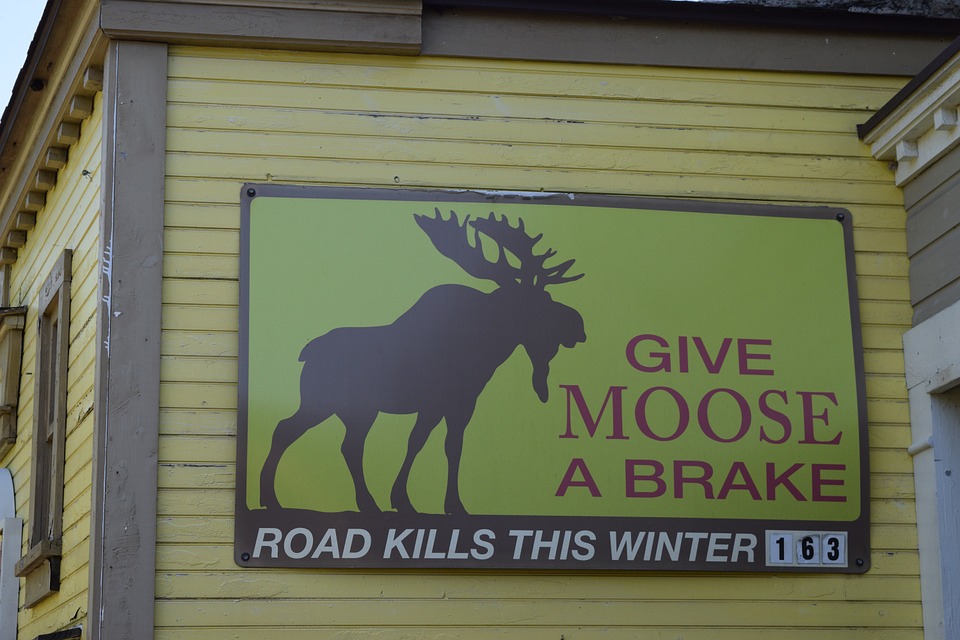 GIVE
MOOSE
A BRAKE
ROAD KILLS THIS WINTER 163